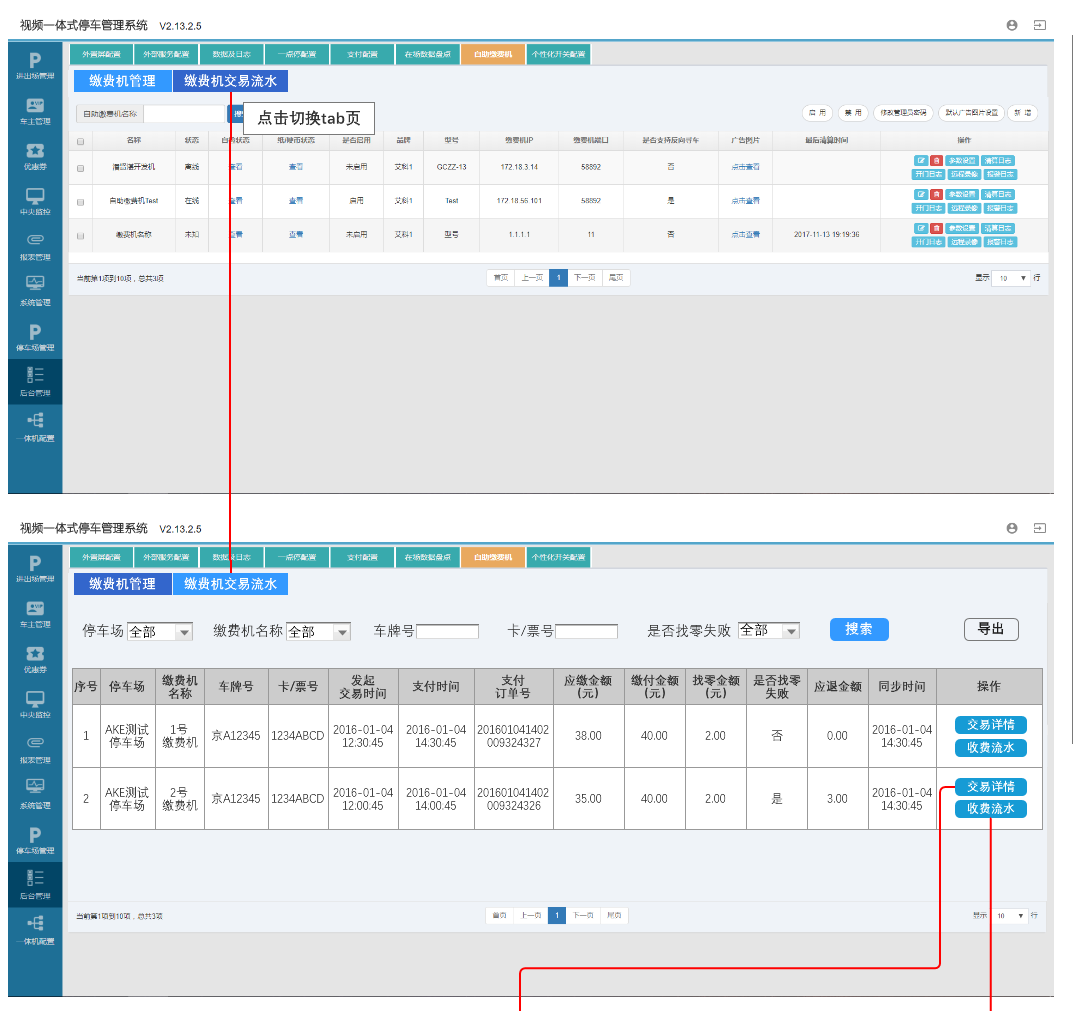 视频一体式停车管理系统 V2.13.2.5
外置屏配置 外部服务配置 数据及日志 一点停配置 支付配置 在场数据盘点 自助缴费机 个性化开关配置
缴费机管理 缴费机交易流水
点击切换tab页
自助缴费机名称
启 用 禁 用 修改管理员密码 默认广告图片设置 新 增
名称 状态 自购状态 纸/硬币状态 是否启用 品牌 型号 缴费机IP 缴费机端口 是否支持反向寻车 广告图片 最后清算时间 操作
查看 查看 未启用 艾科1 GCZZ-13 172.18.3.14 58892 否 点击查看 参数设置 清算日志
开门日志 远程录修 报警日志
自助缴费机Test 在线 查看 查看 启用 艾科1 Test 172.18.56.101 58892 是 点击查看 参数设置 清算日志
开门日志 远程录修 报警日志
缴费机名称 未知 查看 查看 未启用 艾科1 型号 1.1.1.1 11 否 点击查看 2017-11-13 19:19:36 参数设置 清算日志
开门日志 远程录修 报警日志
当前第1项到10项，总共3项 首页 上一页 1 下一页 尾页 显示 10 行
进出场管理
车主管理
优惠券
中央监控
报表管理
系统管理
停车场管理
后台管理
一体机配置
视频一体式停车管理系统 V2.13.2.5
外置屏配置 外部服务配置 数据及日志 一点停配置 支付配置 在场数据盘点 自助缴费机 个性化开关配置
缴费机管理 缴费机交易流水
停车场 全部 缴费机名称 全部 车牌号 卡/票号 是否找零失败 全部 搜索 导出
序号 停车场 缴费机名称 车牌号 卡/票号 发起交易时间 支付时间 支付订单号 应缴金额(元) 缴付金额(元) 找零金额(元) 是否找零失败 应退金额 同步时间 操作
1 AKE测试停车场 1号缴费机 京A12345 1234ABCD 2016-01-04 12:30.45 2016-01-04 14:30.45 201601041402009324327 38.00 40.00 2.00 否 0.00 2016-01-04 14:30.45 交易详情
收费流水
2 AKE测试停车场 2号缴费机 京A12345 1234ABCD 2016-01-04 12:00.45 2016-01-04 14:00.45 201601041402009324326 35.00 40.00 2.00 是 3.00 2016-01-04 14:30.45 交易详情
收费流水
当前第1项到10项，总共3项 首页 上一页 1 下一页 尾页 显示 10 行
进出场管理
车主管理
优惠券
中央监控
报表管理
系统管理
停车场管理
后台管理
一体机配置